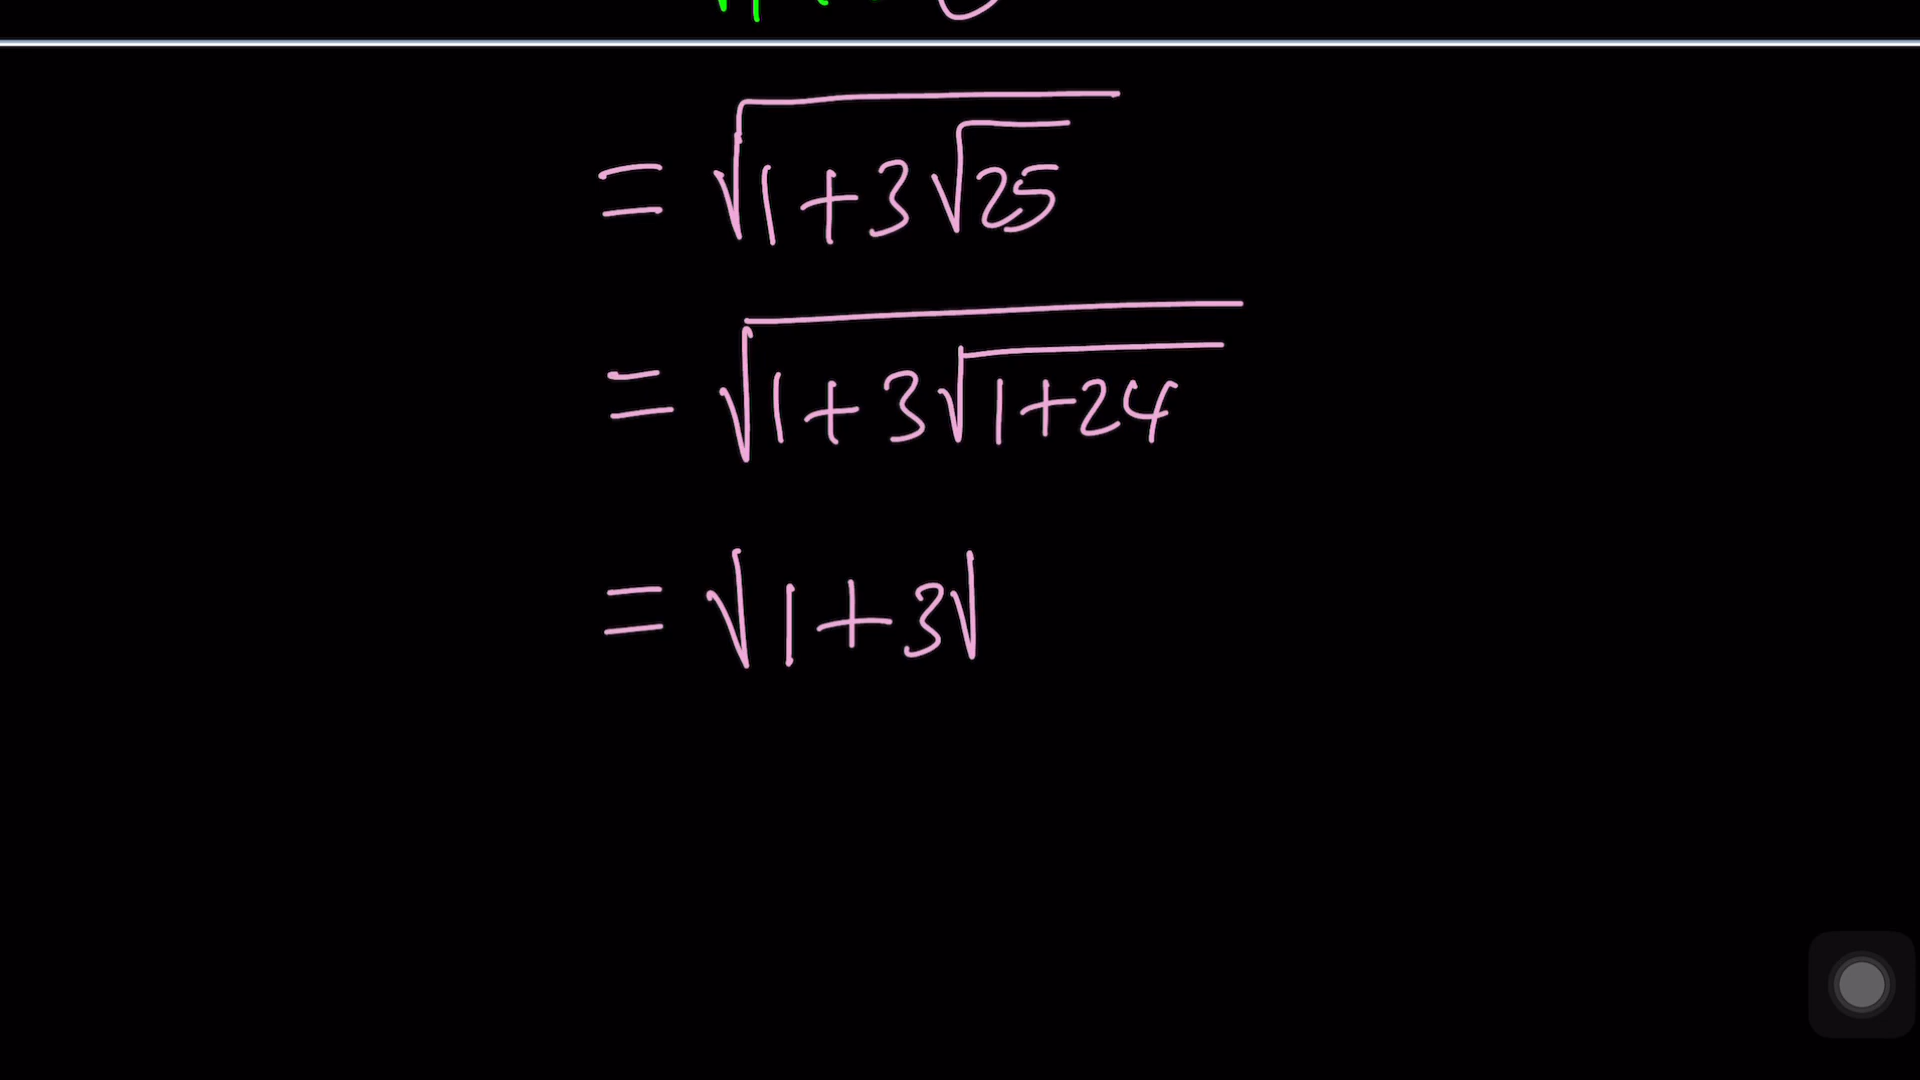 = √(1+3√25)
= √(1+3√(1+24))
= √1+3√